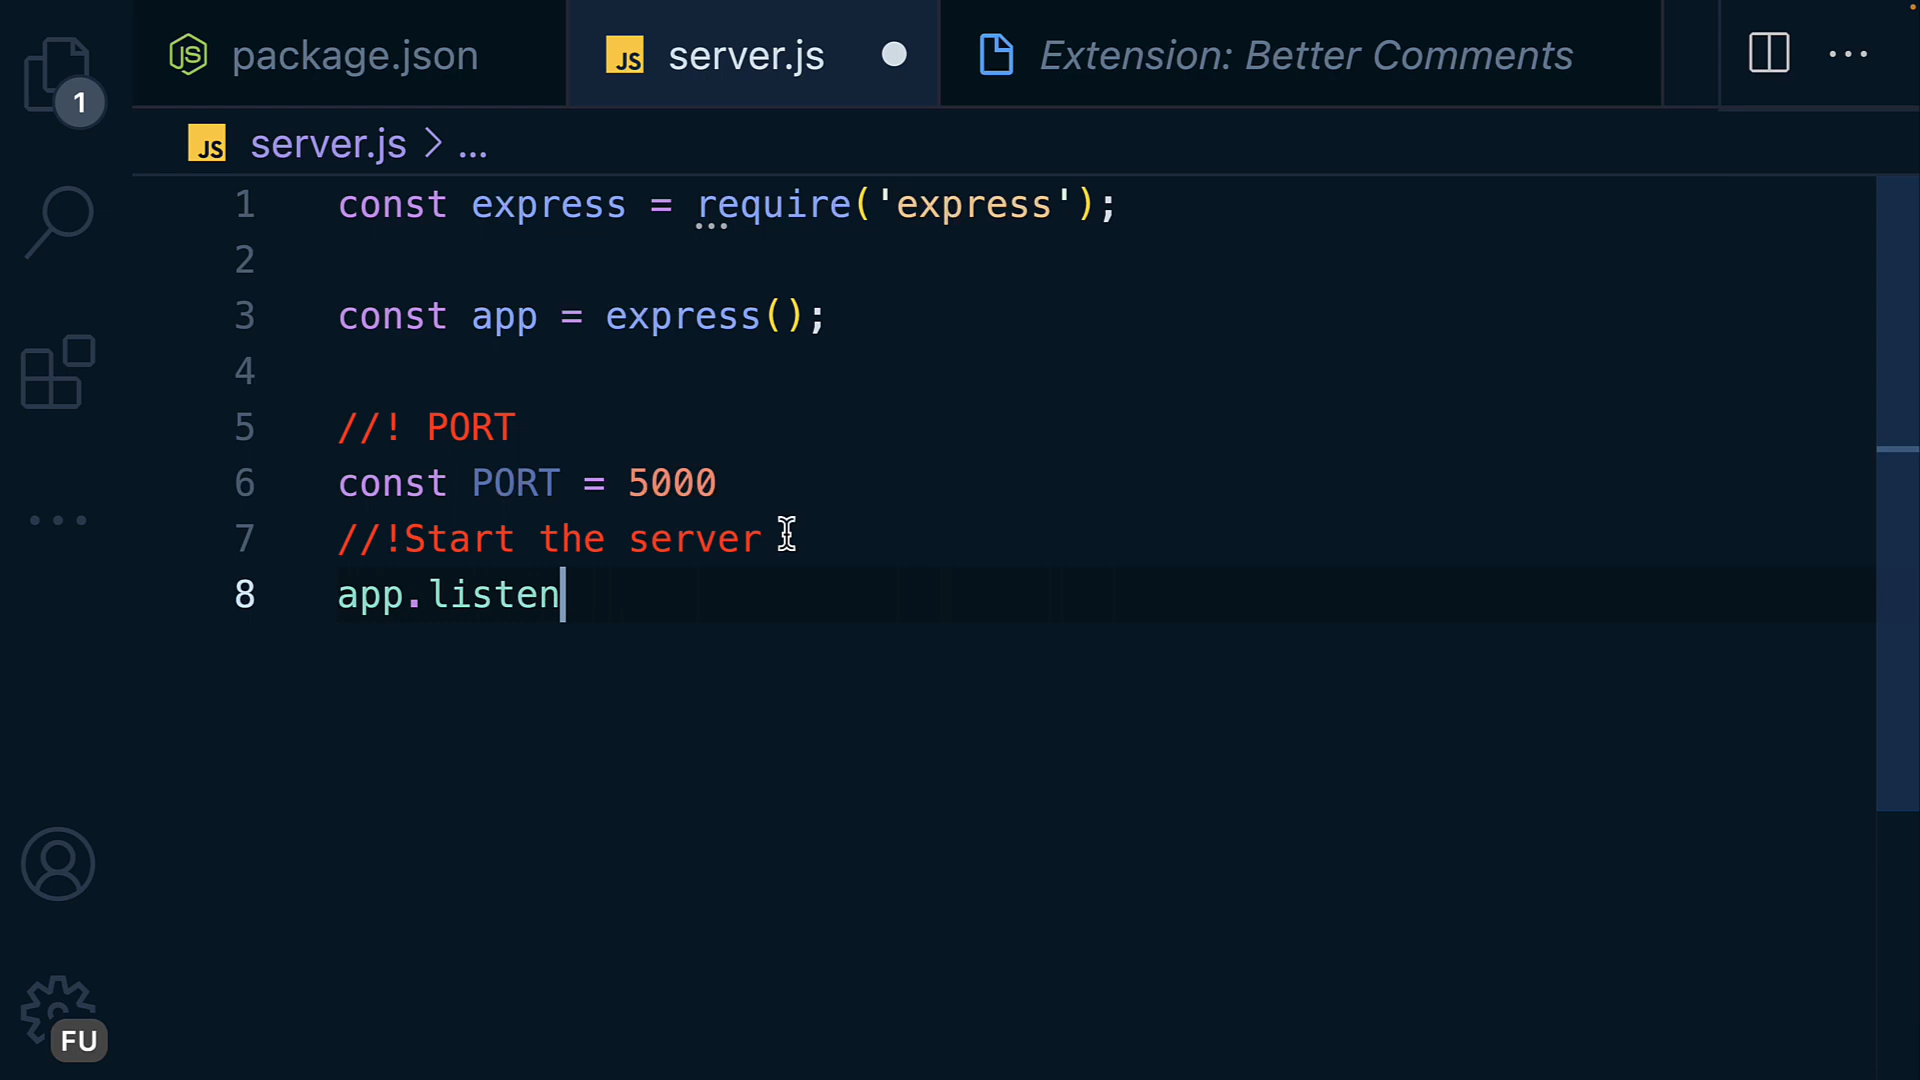 package.json
server.js
Extension: Better Comments
1
server.js > ...
1 const express = require('express');
2
3 const app = express();
4
5 //! PORT
6 const PORT = 5000
7 //!Start the server
8 app.listen
FU